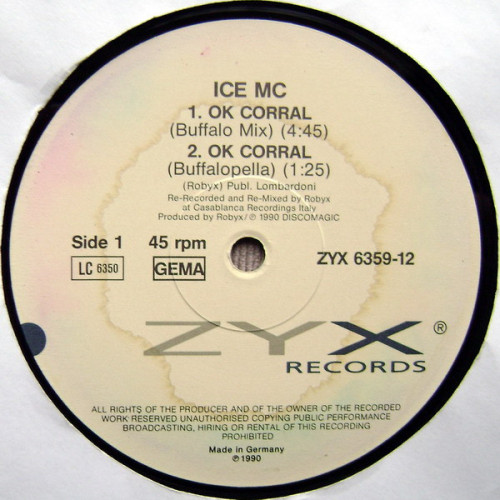 ICE MC
1. OK CORRAL
(Buffalo Mix) (4:45)
2. OK CORRAL
(Buffalopella) (1:25)
(Robyx) Publ. Lombardoni
Re-Recorded and Re-Mixed by Robyx
at Casablanca Recordings Italy
Produced by Robyx/℗ 1990 DISCOMAGIC
Side 1 45 rpm ZYX 6359-12
LC 6350 GEMA
ZYX ®
RECORDS
ALL RIGHTS OF THE PRODUCER AND OF THE OWNER OF THE RECORDED
WORK RESERVED UNAUTHORISED COPYING PUBLIC PERFORMANCE
BROADCASTING, HIRING OR RENTAL OF THIS RECORDING
PROHIBITED
Made in Germany
℗ 1990